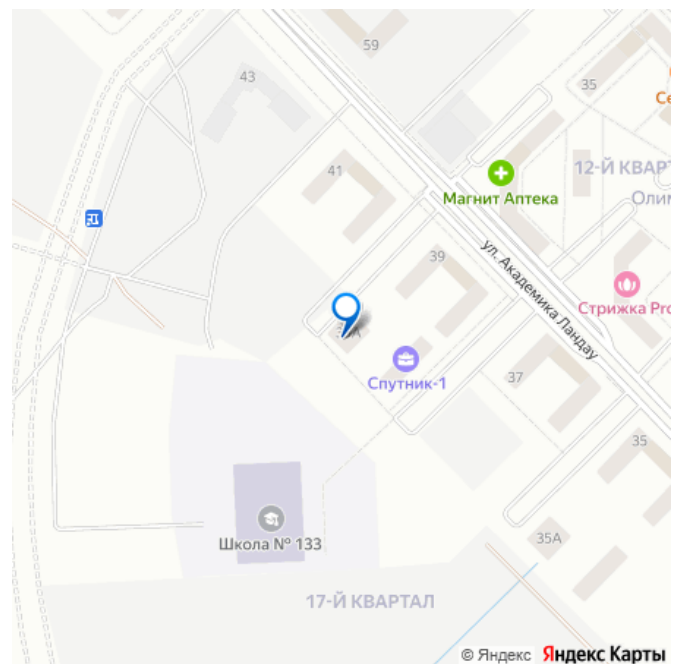 59
43
35
Се
41
12-Й КВАРТ
Магнит Аптека
Олим
39
ул. Академика Ландау
Стрижка Pro
Спутник-1
37
35
Школа № 133
35А
17-Й КВАРТАЛ
© Яндекс Яндекс Карты